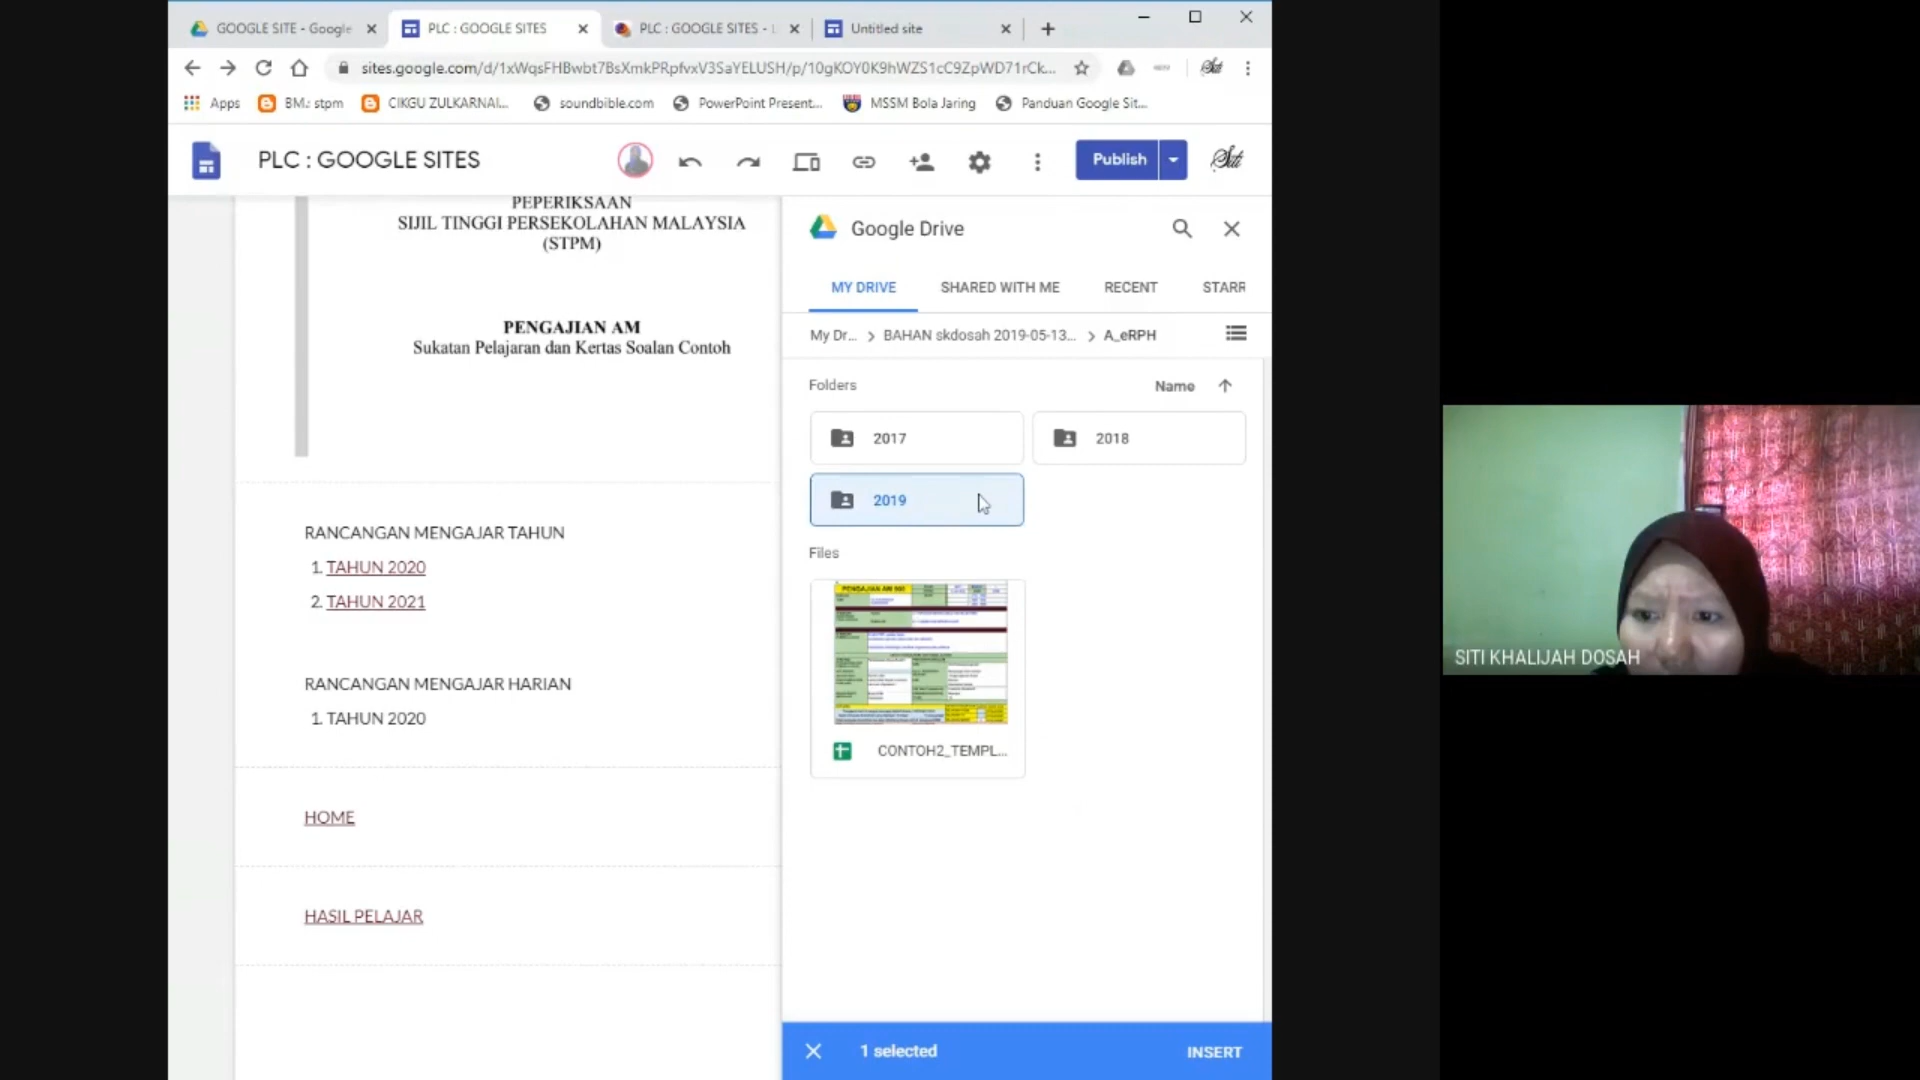 GOOGLE SITE - Google
PLC : GOOGLE SITES
PLC : GOOGLE SITES -
Untitled site
sites.google.com/d/1xWqsFHBwbt7BsXmkPRpfvxV3SaYELUSH/p/10gKOY0K9hWZS1cC9ZpWD71rCk...
Apps
BM.: stpm
CIKGU ZULKARNAI...
soundbible.com
PowerPoint Present...
MSSM Bola Jaring
Panduan Google Sit...
PLC : GOOGLE SITES
Publish
Siti
PEPERIKSAAN
SIJIL TINGGI PERSEKOLAHAN MALAYSIA
(STPM)
PENGAJIAN AM
Sukatan Pelajaran dan Kertas Soalan Contoh
RANCANGAN MENGAJAR TAHUN
1. TAHUN 2020
2. TAHUN 2021
RANCANGAN MENGAJAR HARIAN
1. TAHUN 2020
HOME
HASIL PELAJAR
Google Drive
MY DRIVE
SHARED WITH ME
RECENT
STARR
My Dr... > BAHAN skdosah 2019-05-13... > A_eRPH
Folders
Name
2017
2018
2019
Files
PENGAJIAN AM
CONTOH2_TEMPL...
1 selected
INSERT
SITI KHALIJAH DOSAH